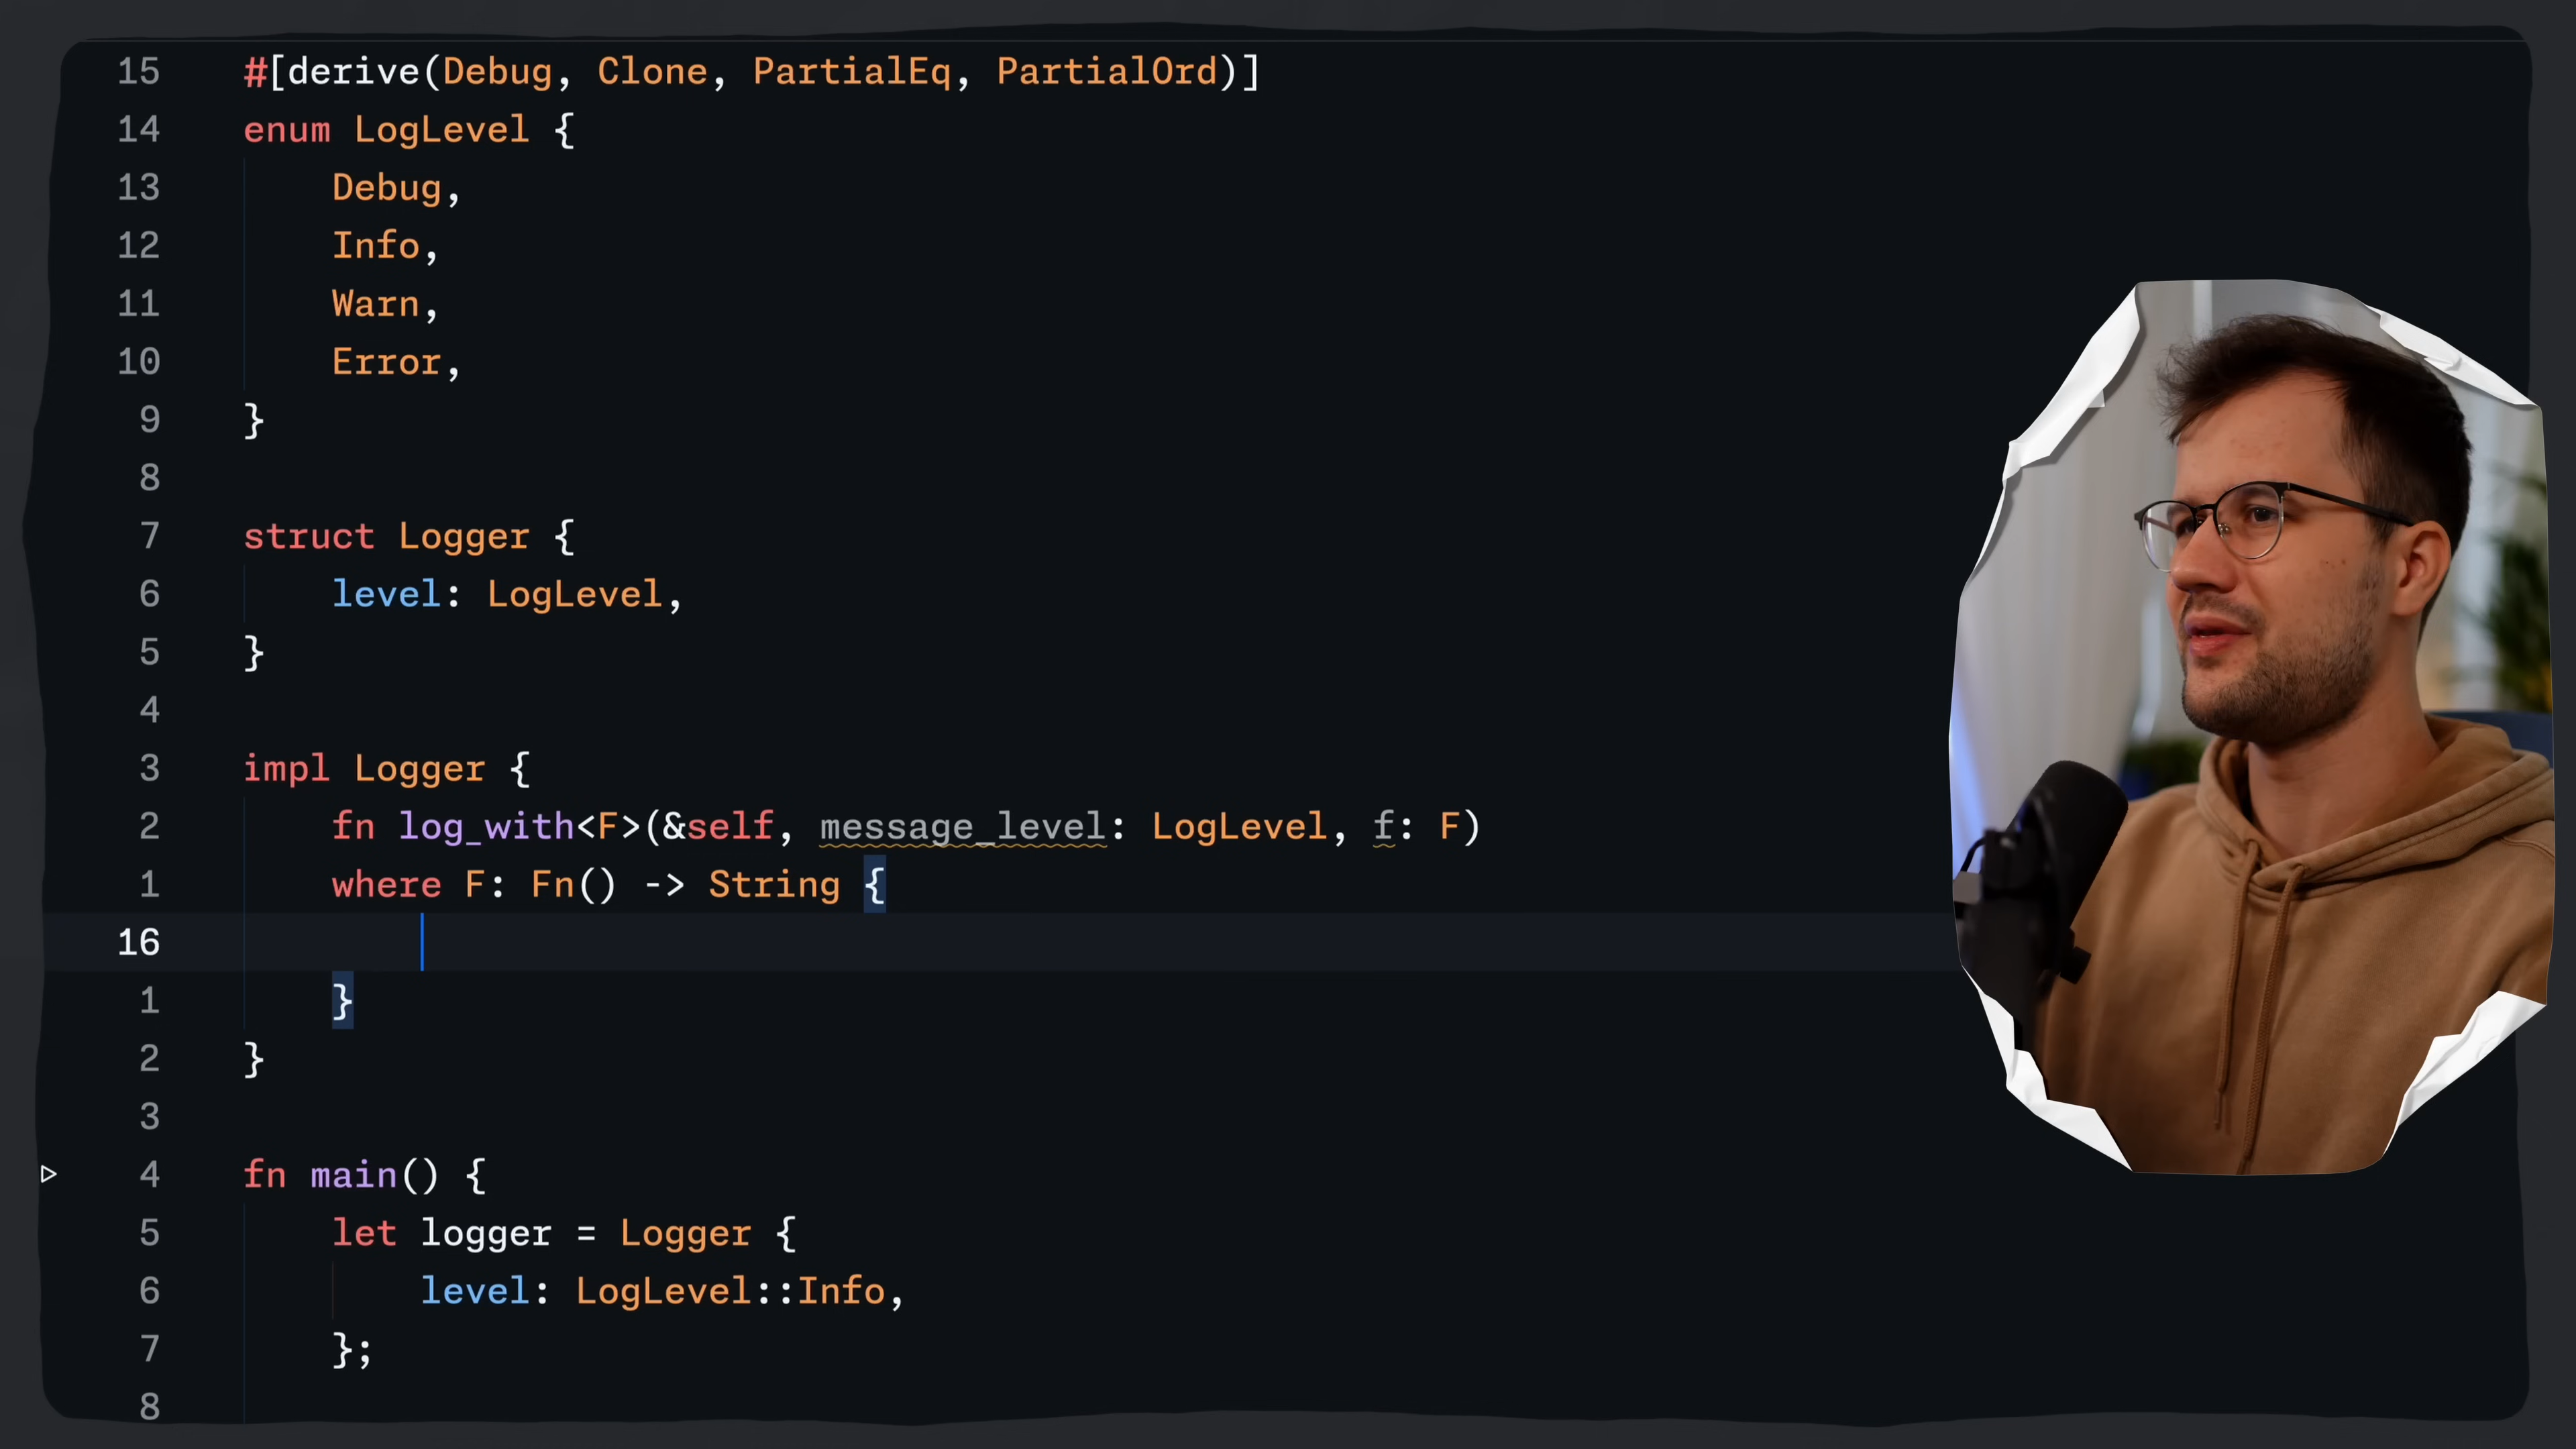 15 #[derive(Debug, Clone, PartialEq, PartialOrd)]
14 enum LogLevel {
13     Debug,
12     Info,
11     Warn,
10     Error,
9 }
8
7 struct Logger {
6     level: LogLevel,
5 }
4
3 impl Logger {
2     fn log_with<F>(&self, message_level: LogLevel, f: F)
1     where F: Fn() -> String {
16
1     }
2 }
3
4 fn main() {
5     let logger = Logger {
6         level: LogLevel::Info,
7     };
8